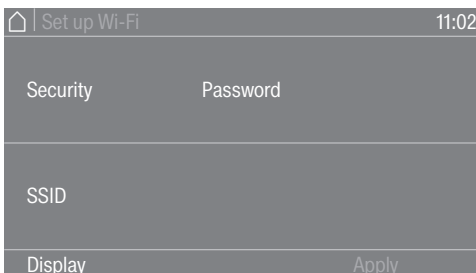 Set up Wi-Fi 11:02
Security Password
SSID
Display Apply